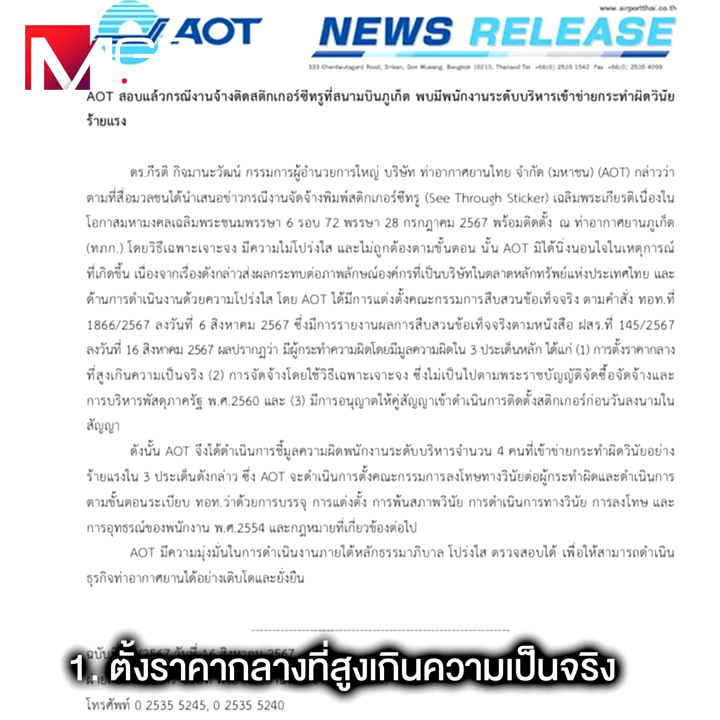 www.airportthai.co.th
AOT
NEWS RELEASE
333 Cherdwutagard Road, Srikan, Don Mueang, Bangkok 10210, Thailand Tel +66(0) 2535 1542 Fax +66(0) 2535 4099
AOT สอบแล้วกรณีงานจ้างติดสติกเกอร์ซีทรูที่สนามบินภูเก็ต พบมีพนักงานระดับบริหารเข้าข่ายกระทำผิดวินัย
ร้ายแรง
ดร.กีรติ กิจมานะวัฒน์ กรรมการผู้อำนวยการใหญ่ บริษัท ท่าอากาศยานไทย จำกัด (มหาชน) (AOT) กล่าวว่า
ตามที่สื่อมวลชนได้นำเสนอข่าวกรณีงานจัดจ้างพิมพ์สติกเกอร์ซีทรู (See Through Sticker) เฉลิมพระเกียรติเนื่องใน
โอกาสมหามงคลเฉลิมพระชนมพรรษา 6 รอบ 72 พรรษา 28 กรกฎาคม 2567 พร้อมติดตั้ง ณ ท่าอากาศยานภูเก็ต
(ทภก.) โดยวิธีเฉพาะเจาะจง มีความไม่โปร่งใส และไม่ถูกต้องตามขั้นตอน นั้น AOT มิได้นิ่งนอนใจในเหตุการณ์
ที่เกิดขึ้น เนื่องจากเรื่องดังกล่าวส่งผลกระทบต่อภาพลักษณ์องค์กรที่เป็นบริษัทในตลาดหลักทรัพย์แห่งประเทศไทย และ
ด้านการดำเนินงานด้วยความโปร่งใส โดย AOT ได้มีการแต่งตั้งคณะกรรมการสืบสวนข้อเท็จจริง ตามคำสั่ง ทอท.ที่
1866/2567 ลงวันที่ 6 สิงหาคม 2567 ซึ่งมีการรายงานผลการสืบสวนข้อเท็จจริงตามหนังสือ ฝสร.ที่ 145/2567
ลงวันที่ 16 สิงหาคม 2567 ผลปรากฏว่า มีผู้กระทำความผิดโดยมีมูลความผิดใน 3 ประเด็นหลัก ได้แก่ (1) การตั้งราคากลาง
ที่สูงเกินความเป็นจริง (2) การจัดจ้างโดยใช้วิธีเฉพาะเจาะจง ซึ่งไม่เป็นไปตามพระราชบัญญัติจัดซื้อจัดจ้างและ
การบริหารพัสดุภาครัฐ พ.ศ.2560 และ (3) มีการอนุญาตให้คู่สัญญาเข้าดำเนินการติดตั้งสติกเกอร์ก่อนวันลงนามใน
สัญญา
ดังนั้น AOT จึงได้ดำเนินการชี้มูลความผิดพนักงานระดับบริหารจำนวน 4 คนที่เข้าข่ายกระทำผิดวินัยอย่าง
ร้ายแรงใน 3 ประเด็นดังกล่าว ซึ่ง AOT จะดำเนินการตั้งคณะกรรมการลงโทษทางวินัยต่อผู้กระทำผิดและดำเนินการ
ตามขั้นตอนระเบียบ ทอท.ว่าด้วยการบรรจุ การแต่งตั้ง การพ้นสภาพวินัย การดำเนินการทางวินัย การลงโทษ และ
การอุทธรณ์ของพนักงาน พ.ศ.2554 และกฎหมายที่เกี่ยวข้องต่อไป
AOT มีความมุ่งมั่นในการดำเนินงานภายใต้หลักธรรมาภิบาล โปร่งใส ตรวจสอบได้ เพื่อให้สามารถดำเนิน
ธุรกิจท่าอากาศยานได้อย่างเติบโตและยั่งยืน
1. ตั้งราคากลางที่สูงเกินความเป็นจริง
โทรศัพท์ 0 2535 5245, 0 2535 5240